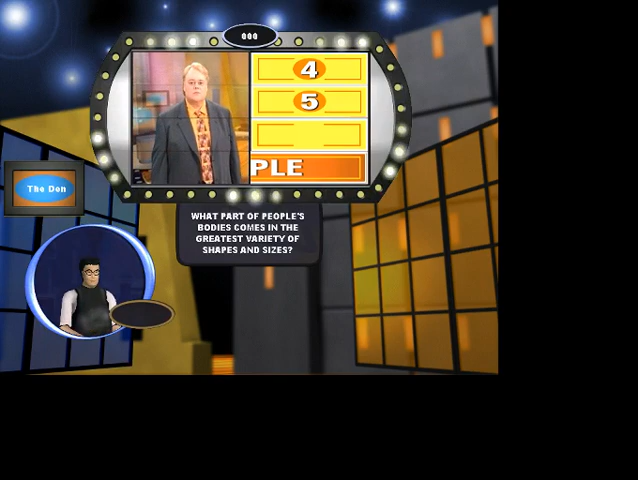 000
4
5
PLE
The Don
WHAT PART OF PEOPLE'S
BODIES COMES IN THE
GREATEST VARIETY OF
SHAPES AND SIZES?